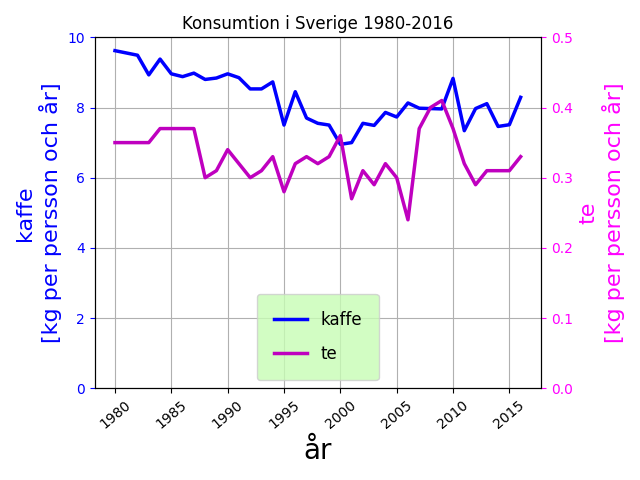 Konsumtion i Sverige 1980-2016
kaffe
[kg per persson och år]
10
8
6
4
2
0
0.5
0.4
0.3
0.2
0.1
0.0
te
[kg per persson och år]
kaffe
te
1980
1985
1990
1995
2000
2005
2010
2015
år